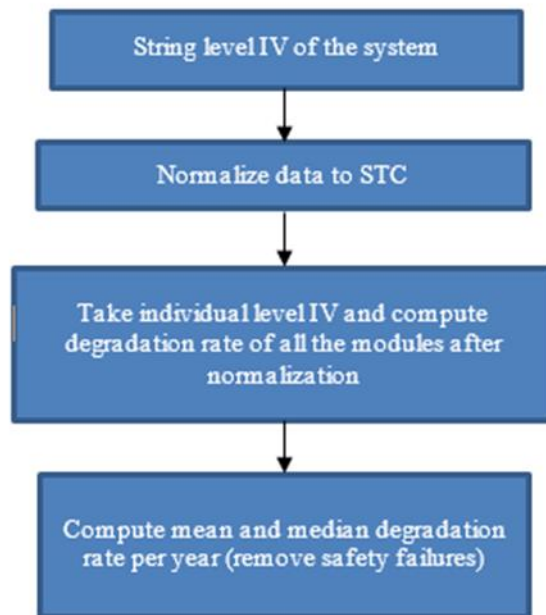 String level IV of the system
Normalize data to STC
Take individual level IV and compute
degradation rate of all the modules after
normalization
Compute mean and median degradation
rate per year (remove safety failures)